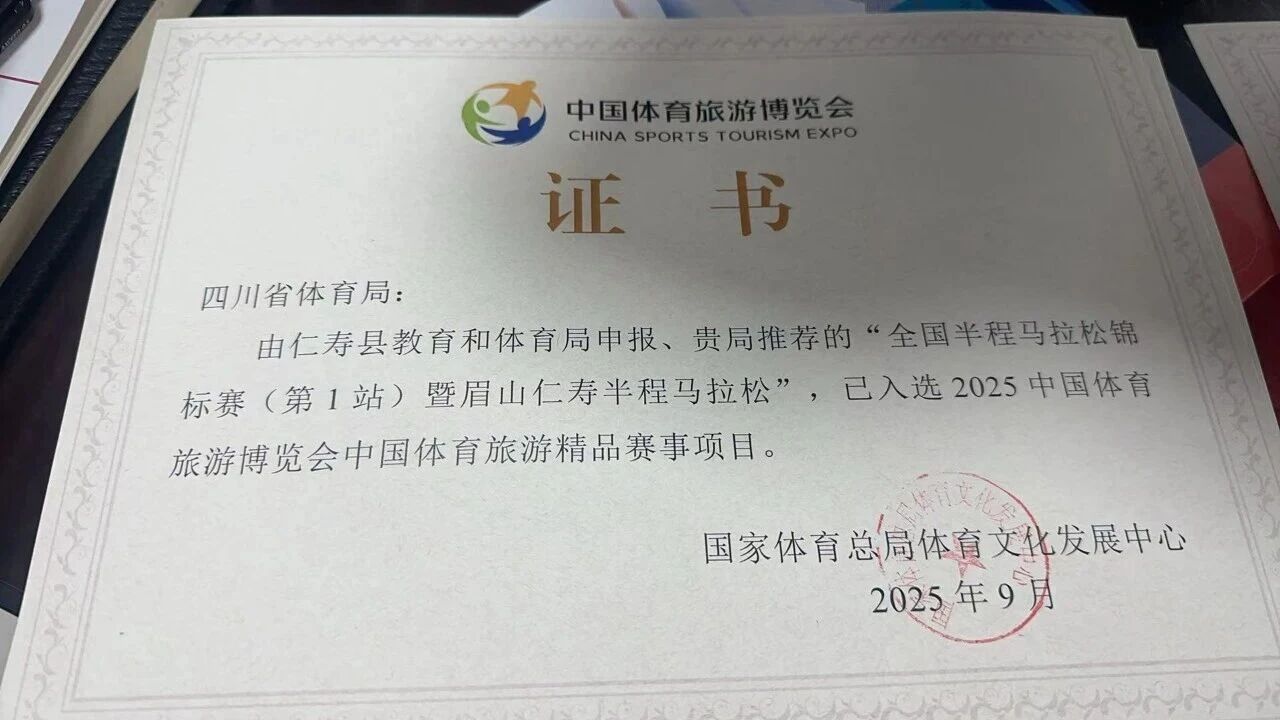 中国体育旅游博览会
CHINA SPORTS TOURISM EXPO
证 书
四川省体育局：
由仁寿县教育和体育局申报、贵局推荐的“全国半程马拉松锦
标赛（第1站）暨眉山仁寿半程马拉松”，已入选2025中国体育
旅游博览会中国体育旅游精品赛事项目。
国家体育总局体育文化发展中心
2025年9月